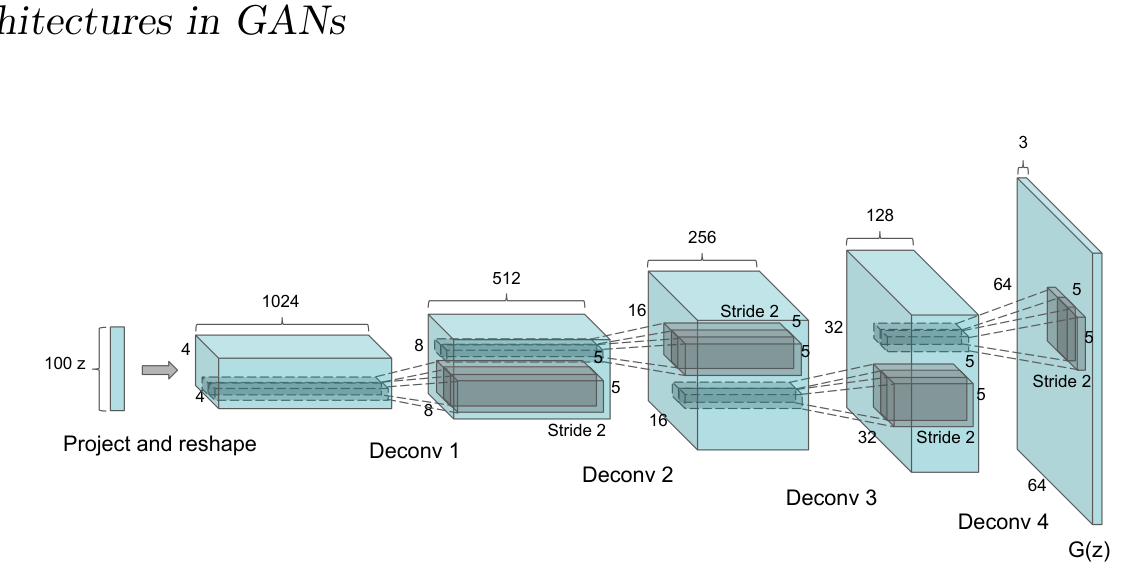 hitectures in GANs
100 z
Project and reshape
1024
4
4
512
8
8
5
5
Stride 2
Deconv 1
256
16
16
Stride 2
5
5
Deconv 2
128
32
32
5
5
Stride 2
Deconv 3
3
64
64
5
5
Stride 2
Deconv 4
G(z)